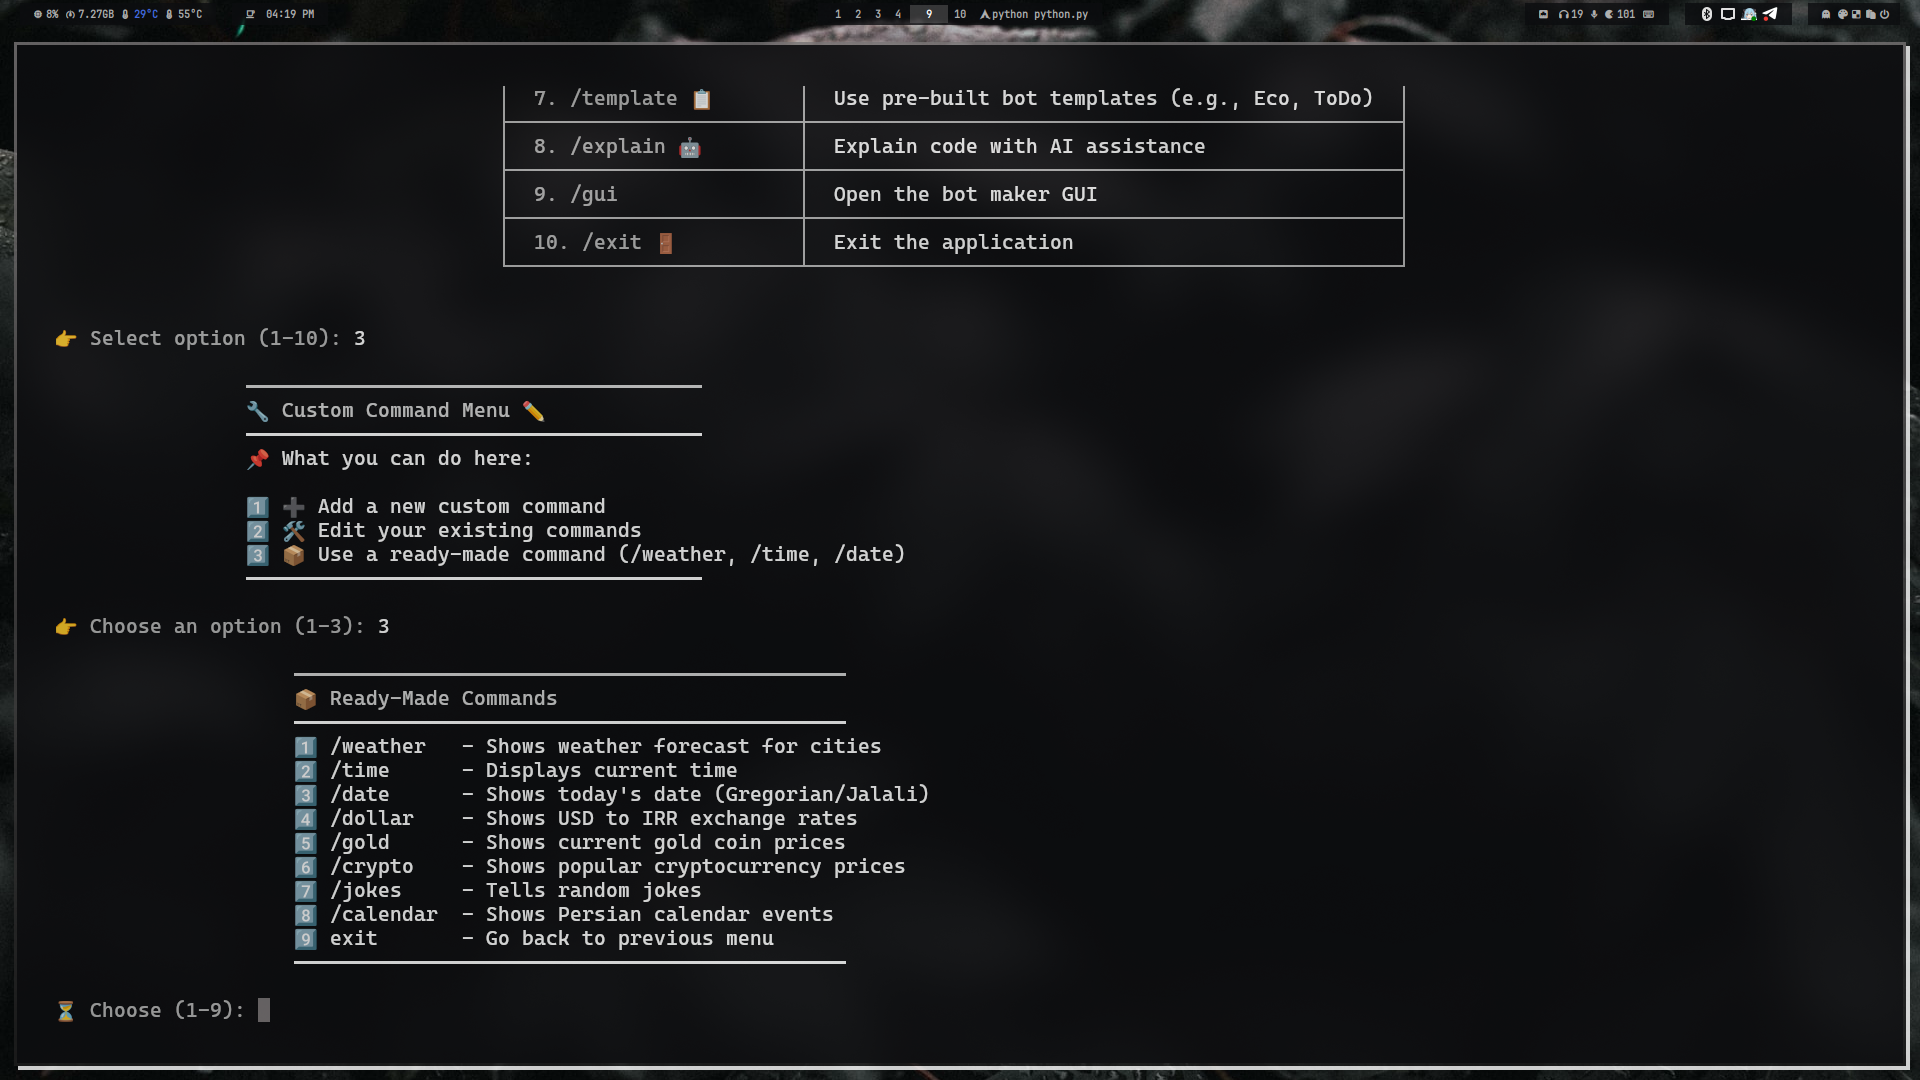 8% 7.27GB 29°C 55°C 04:19 PM 1 2 3 4 9 10 python python.py 19 101
7. /template 📋 Use pre-built bot templates (e.g., Eco, ToDo)
8. /explain 🤖 Explain code with AI assistance
9. /gui Open the bot maker GUI
10. /exit 🚪 Exit the application
👉 Select option (1-10): 3
🔧 Custom Command Menu ✏️
📌 What you can do here:
1️⃣ ➕ Add a new custom command
2️⃣ 🛠️ Edit your existing commands
3️⃣ 📦 Use a ready-made command (/weather, /time, /date)
👉 Choose an option (1-3): 3
📦 Ready-Made Commands
1️⃣ /weather - Shows weather forecast for cities
2️⃣ /time - Displays current time
3️⃣ /date - Shows today's date (Gregorian/Jalali)
4️⃣ /dollar - Shows USD to IRR exchange rates
5️⃣ /gold - Shows current gold coin prices
6️⃣ /crypto - Shows popular cryptocurrency prices
7️⃣ /jokes - Tells random jokes
8️⃣ /calendar - Shows Persian calendar events
9️⃣ exit - Go back to previous menu
⏳ Choose (1-9):